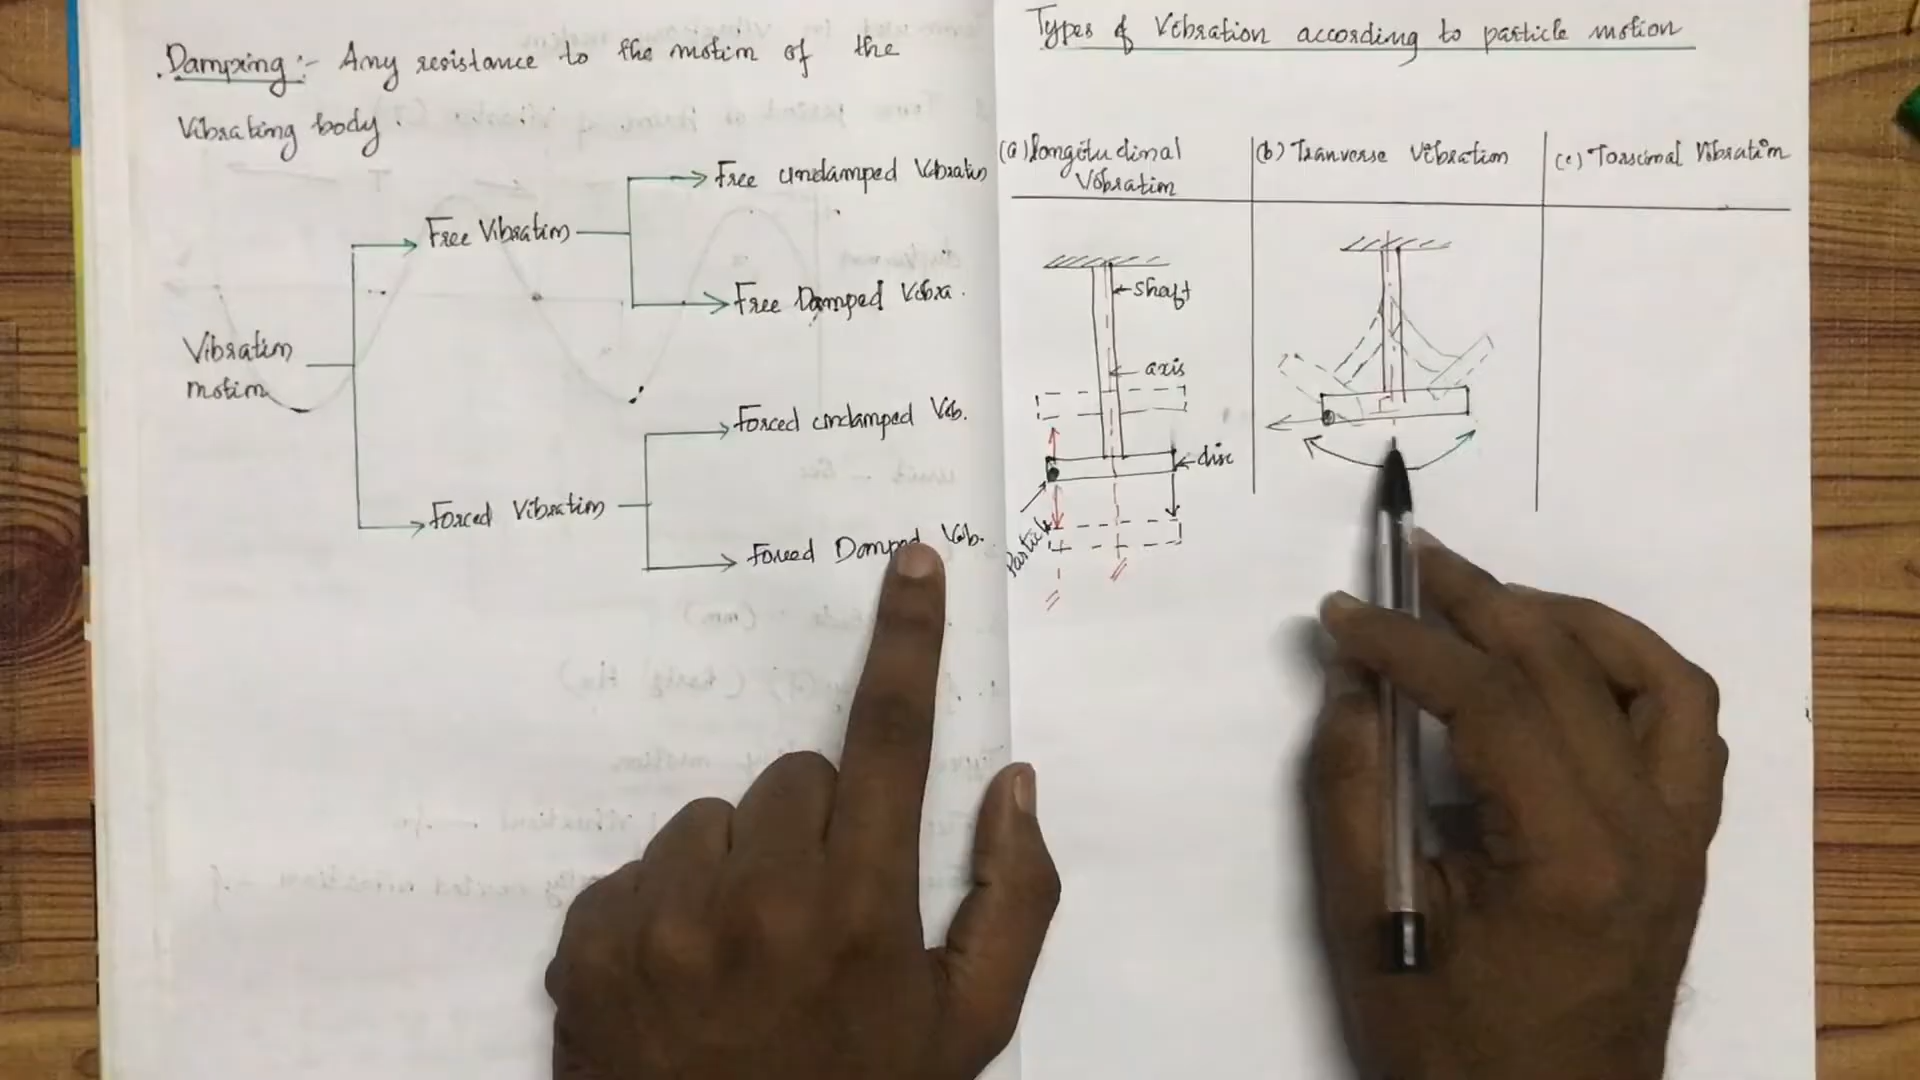 Damping :- Any resistance to the motion of the
Vibrating body.
Vibration
motion
Free Vibration
Free Undamped Vibration
Free Damped Vibra.
Forced Vibration
Forced Undamped Vib.
Forced Damped Vib.
Types of Vibration according to particle motion
(a) Longitudinal
Vibration
(b) Tranverse Vibration
(c) Torsional Vibration
shaft
axis
disc
Particle